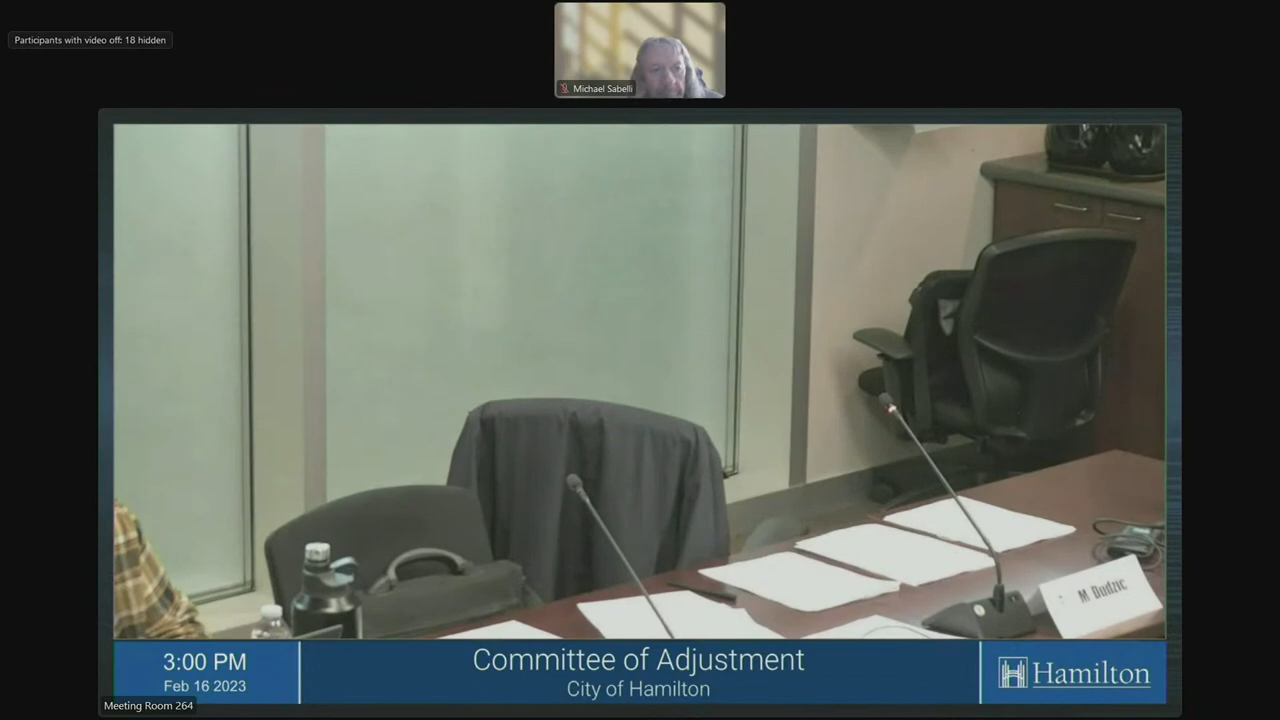 Participants with video off: 18 hidden
Michael Sabelli
M Dudzic
3:00 PM
Feb 16 2023
Committee of Adjustment
City of Hamilton
Hamilton
Meeting Room 264